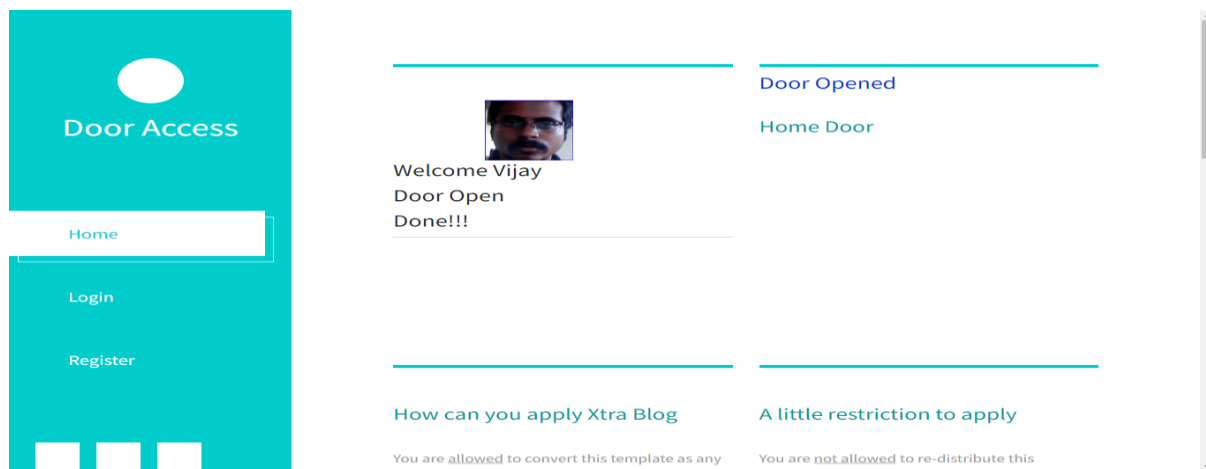 Door Access
Home
Login
Register
Welcome Vijay
Door Open
Done!!!
Door Opened
Home Door
How can you apply Xtra Blog
You are allowed to convert this template as any
A little restriction to apply
You are not allowed to re-distribute this